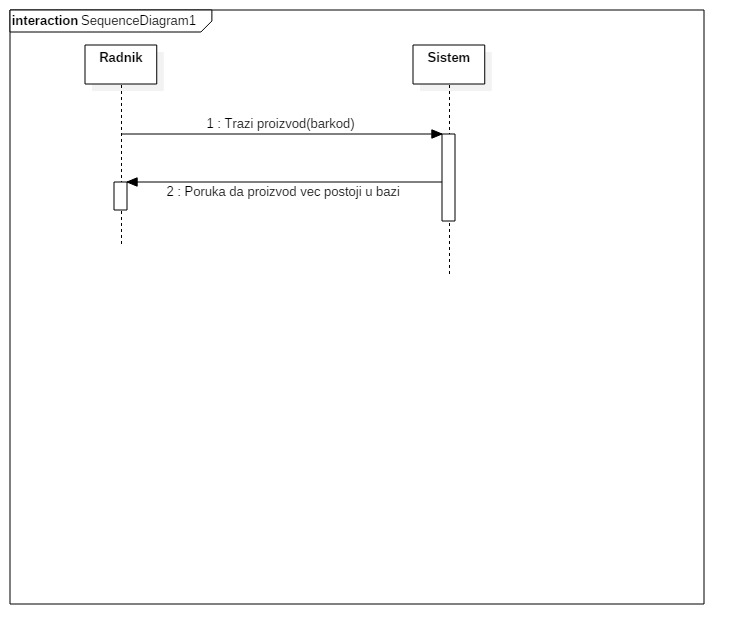 interaction SequenceDiagram1
Radnik
Sistem
1 : Trazi proizvod(barkod)
2 : Poruka da proizvod vec postoji u bazi